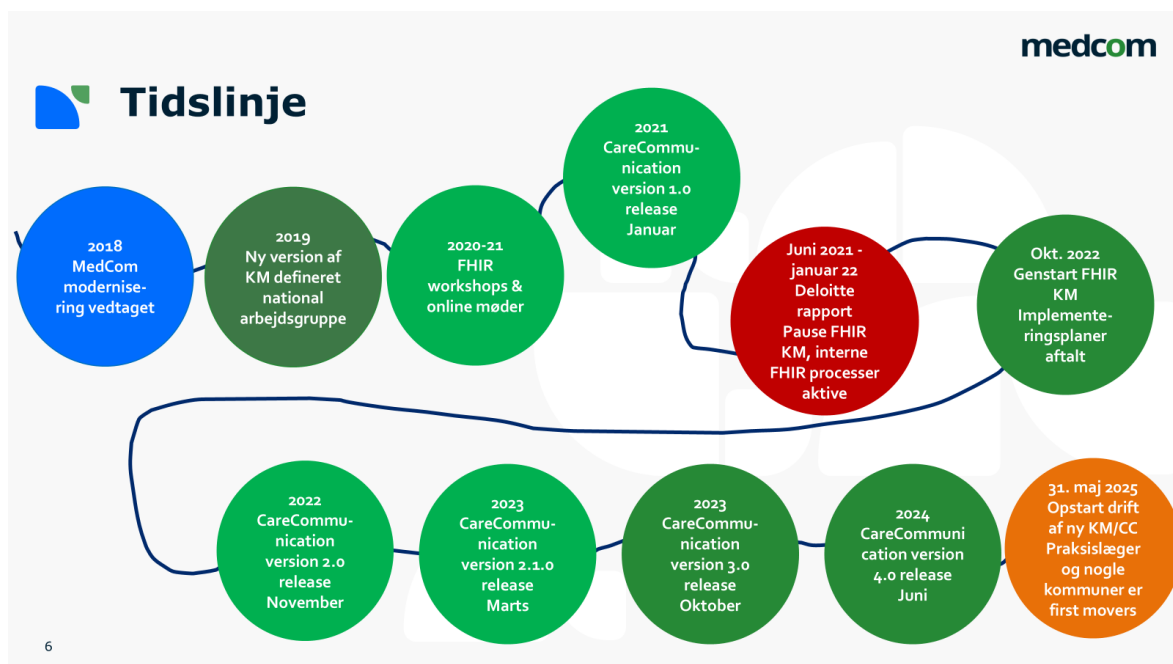 medcom
Tidslinje
2018
MedCom
modernise-
ring vedtaget
2019
Ny version af
KM defineret
national
arbejdsgruppe
2020-21
FHIR
workshops &
online møder
2021
CareCommu-
nication
version 1.0
release
Januar
Juni 2021 -
januar 22
Deloitte
rapport
Pause FHIR
KM, interne
FHIR processer
aktive
Okt. 2022
Genstart FHIR
KM
Implemente-
ringsplaner
aftalt
2022
CareCommu-
nication
version 2.0
release
November
2023
CareCommu-
nication
version 2.1.0
release
Marts
2023
CareCommu-
nication
version 3.0
release
Oktober
2024
CareCommuni
cation version
4.0 release
Juni
31. maj 2025
Opstart drift
af ny KM/CC
Praksislæger
og nogle
kommuner er
first movers
6